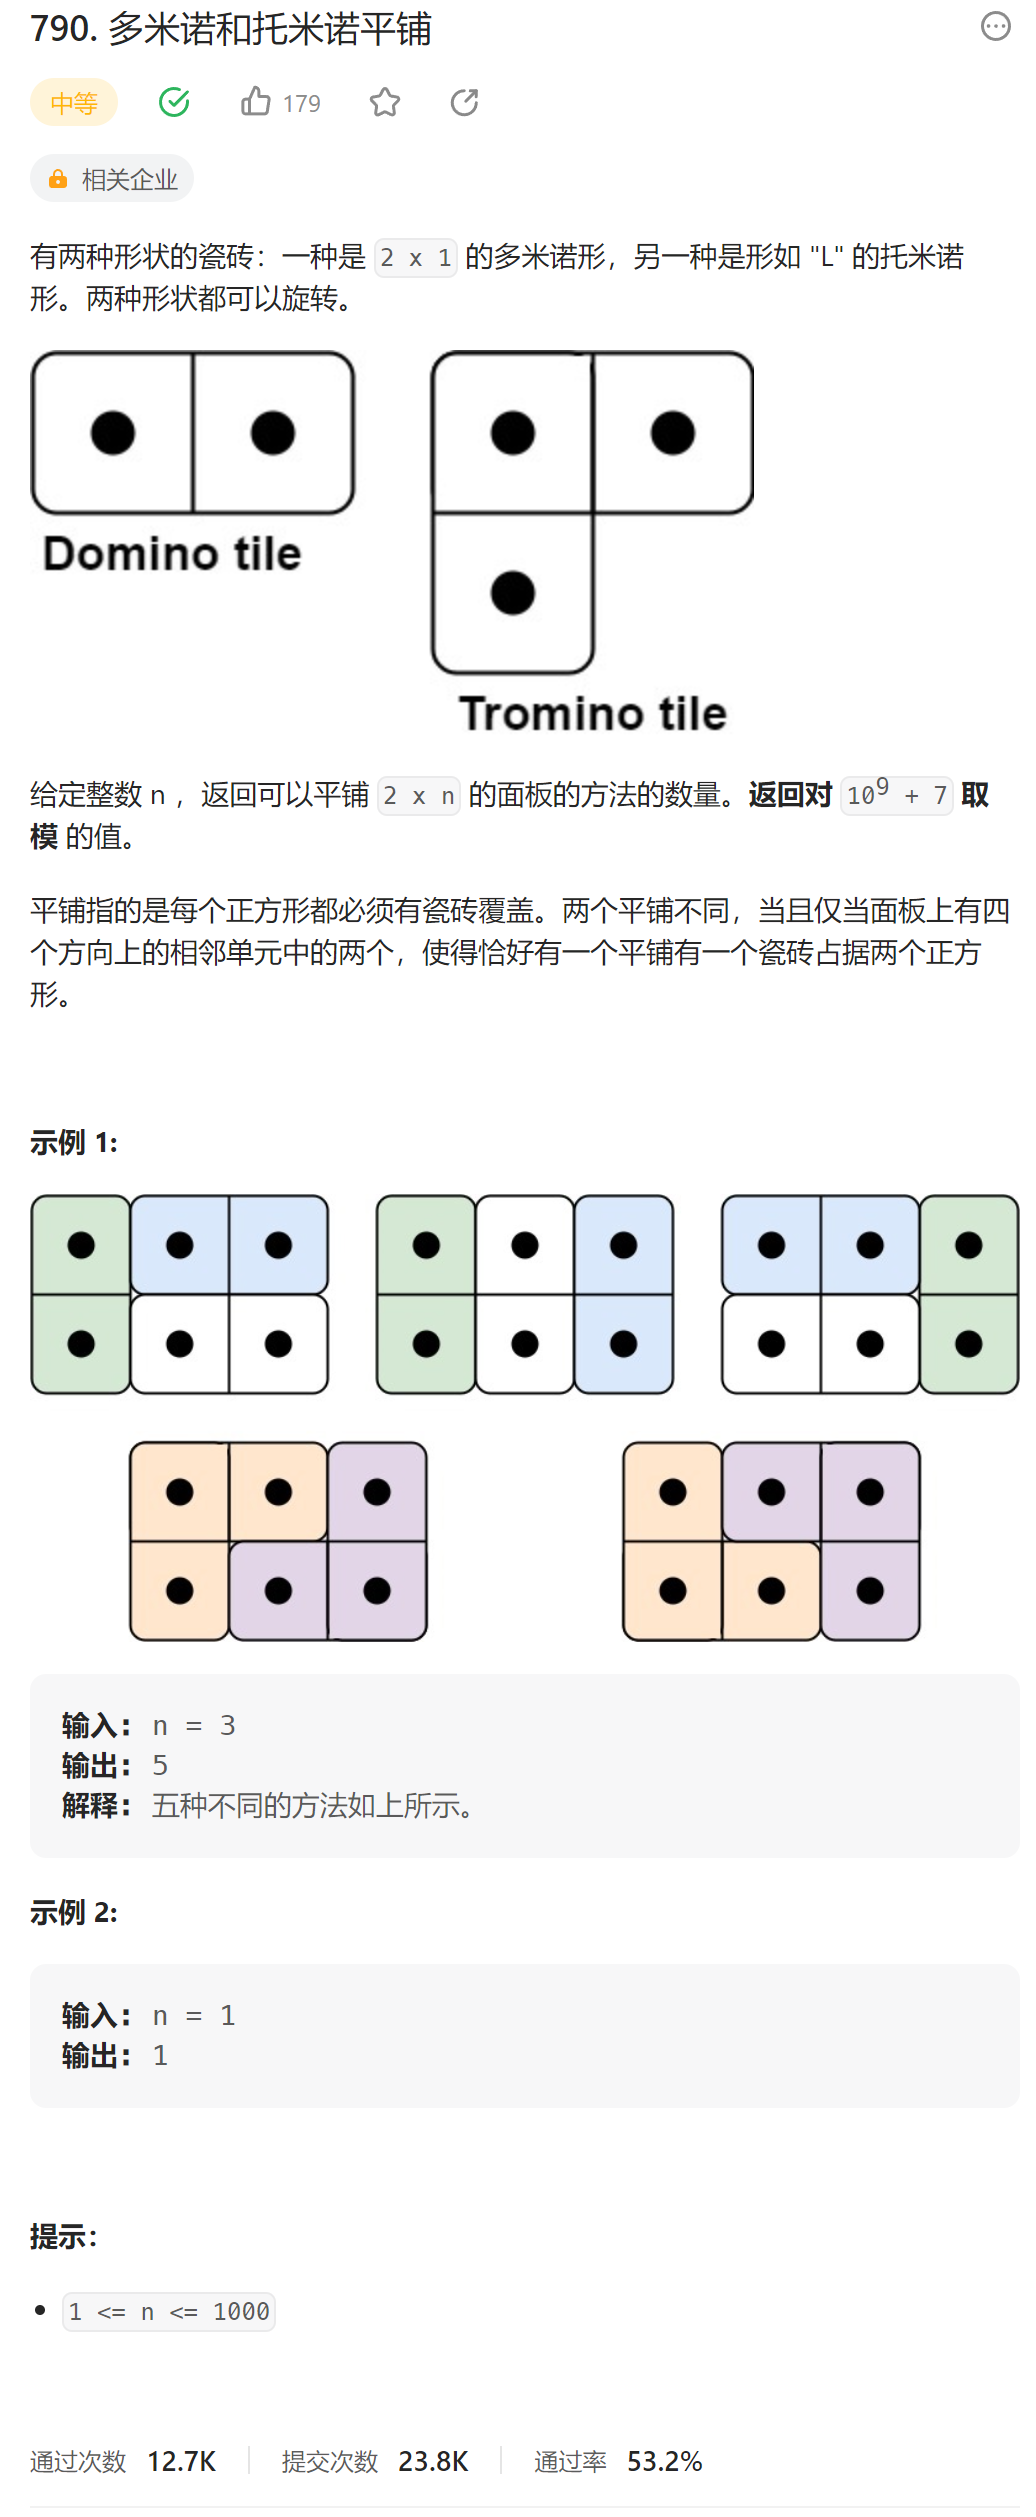 790. 多米诺和托米诺平铺
中等 179
相关企业
有两种形状的瓷砖：一种是 2 x 1 的多米诺形，另一种是形如 "L" 的托米诺
形。两种形状都可以旋转。
Domino tile
Tromino tile
给定整数 n ，返回可以平铺 2 x n 的面板的方法的数量。返回对 10⁹ + 7 取
模 的值。
平铺指的是每个正方形都必须有瓷砖覆盖。两个平铺不同，当且仅当面板上有四
个方向上的相邻单元中的两个，使得恰好有一个平铺有一个瓷砖占据两个正方
形。
示例 1:
输入： n = 3
输出： 5
解释： 五种不同的方法如上所示。
示例 2:
输入： n = 1
输出： 1
提示：
1 <= n <= 1000
通过次数 12.7K 提交次数 23.8K 通过率 53.2%